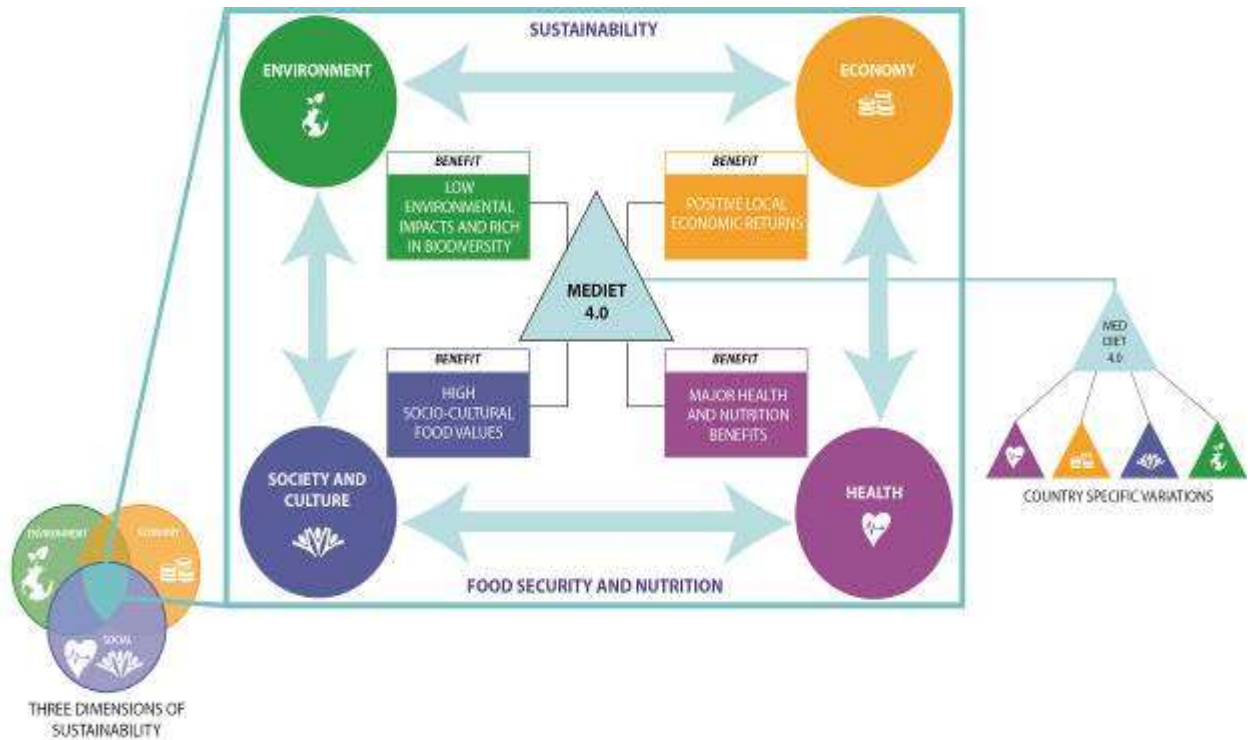 SUSTAINABILITY
ENVIRONMENT
ECONOMY
BENEFIT
LOW
ENVIRONMENTAL
IMPACTS AND RICH
IN BIODIVERSITY
BENEFIT
POSITIVE LOCAL
ECONOMIC RETURNS
MEDIET
4.0
BENEFIT
HIGH
SOCIO-CULTURAL
FOOD VALUES
BENEFIT
MAJOR HEALTH
AND NUTRITION
BENEFITS
SOCIETY AND
CULTURE
HEALTH
FOOD SECURITY AND NUTRITION
MED
DIET
4.0
COUNTRY SPECIFIC VARIATIONS
ENVIRONMENT
ECONOMY
SOCIAL
THREE DIMENSIONS OF
SUSTAINABILITY